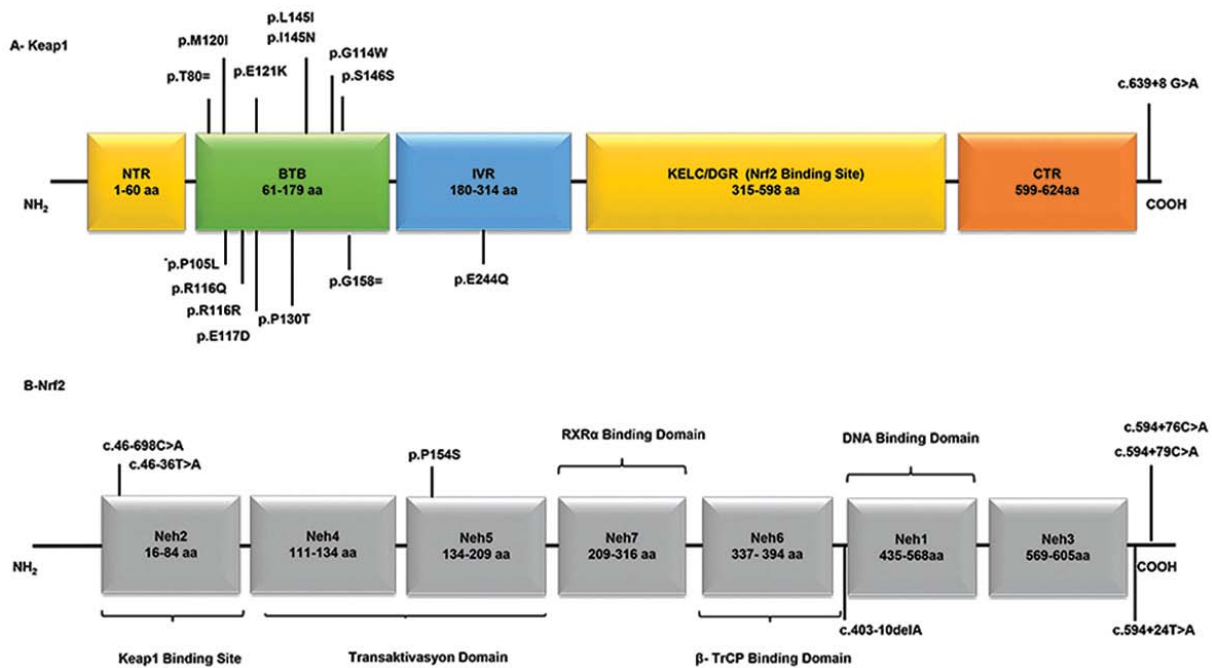 p.L145I
A- Keap1
p.M120I
p.I145N
p.G114W
p.T80=
p.E121K
p.S146S
c.639+8 G>A
NTR
1-60 aa
BTB
61-179 aa
IVR
180-314 aa
KELC/DGR (Nrf2 Binding Site)
315-598 aa
CTR
599-624aa
NH2
COOH
p.P105L
p.R116Q
p.R116R
p.E117D
p.P130T
p.G158=
p.E244Q
B-Nrf2
c.46-698C>A
c.46-36T>A
p.P154S
RXRα Binding Domain
DNA Binding Domain
c.594+76C>A
c.594+79C>A
Neh2
16-84 aa
Neh4
111-134 aa
Neh5
134-209 aa
Neh7
209-316 aa
Neh6
337- 394 aa
Neh1
435-568aa
Neh3
569-605aa
NH2
COOH
c.403-10delA
c.594+24T>A
Keap1 Binding Site
Transaktivasyon Domain
β- TrCP Binding Domain